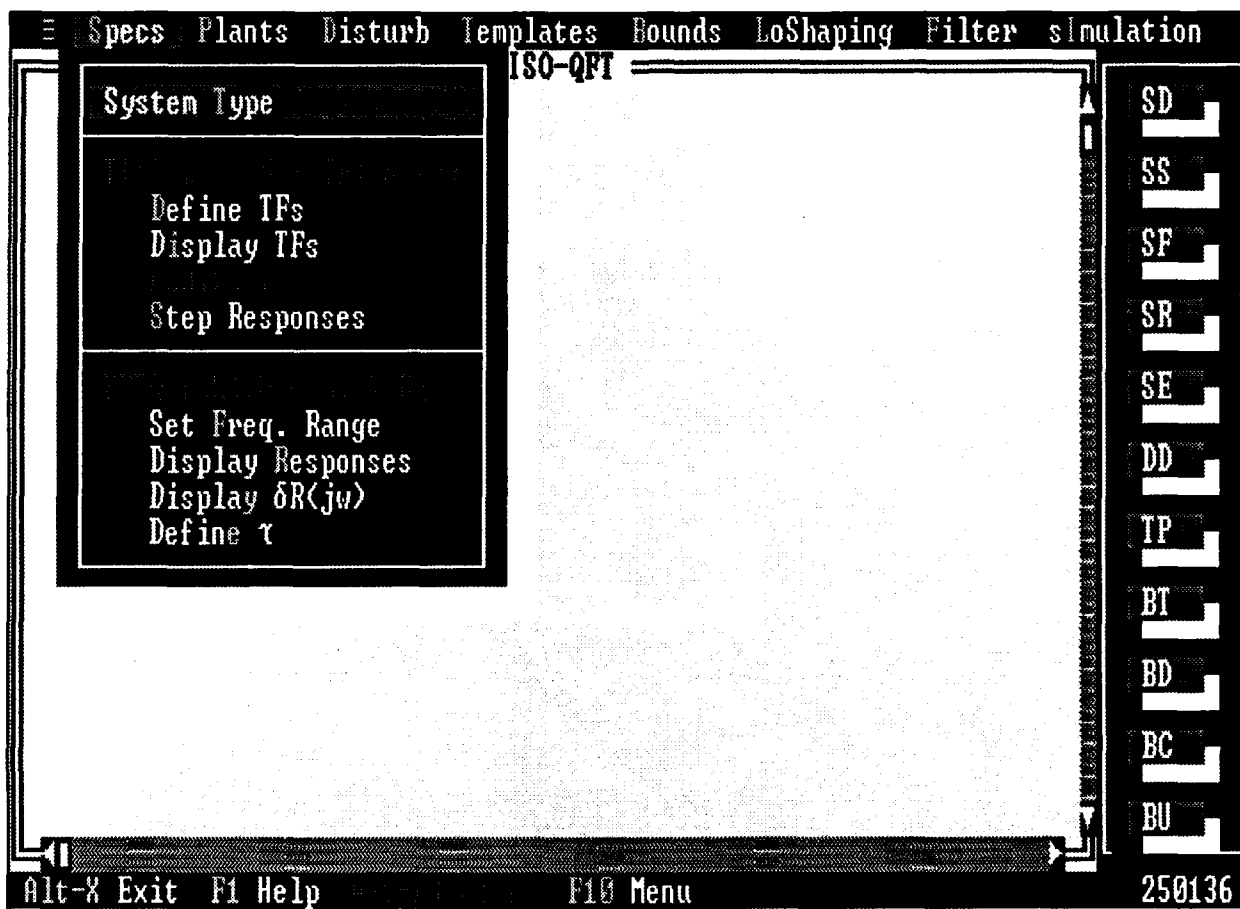 ≡ Specs Plants Disturb Templates Bounds LoShaping Filter sImulation
ISO-QFT
System Type
Define TFs
Display TFs
Step Responses
Set Freq. Range
Display Responses
Display δR(jw)
Define τ
SD
SS
SF
SR
SE
DD
TP
BT
BD
BC
BU
Alt-X Exit F1 Help F10 Menu 250136